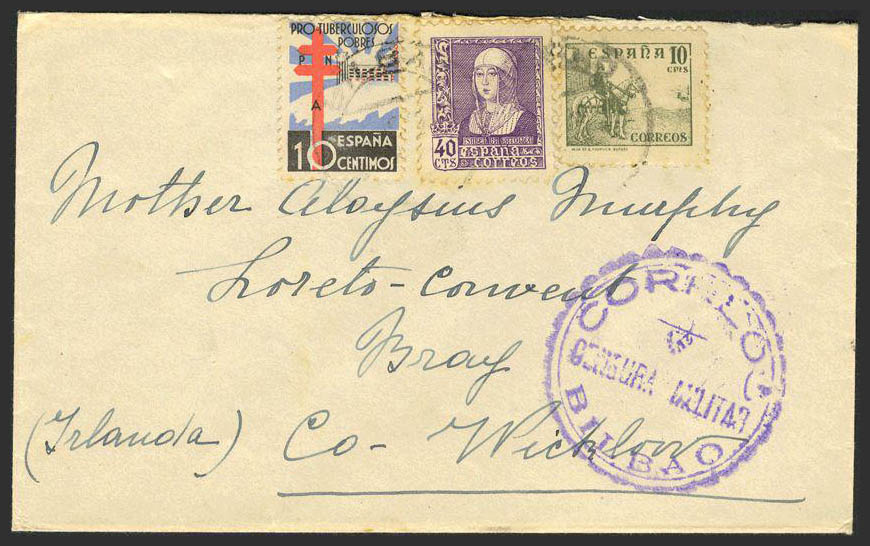 PRO-TUBERCULOSOS
POBRES
P N
A
ESPAÑA
10 CENTIMOS
40
CTS
ESPAÑA
CORREOS
ESPAÑA 10
CTS
CORREOS
Mother Aloysius Murphy
Loreto-Convent
Bray
(Irlanda) Co- Wicklow
CORREOS
CENSURA MILITAR
BILBAO